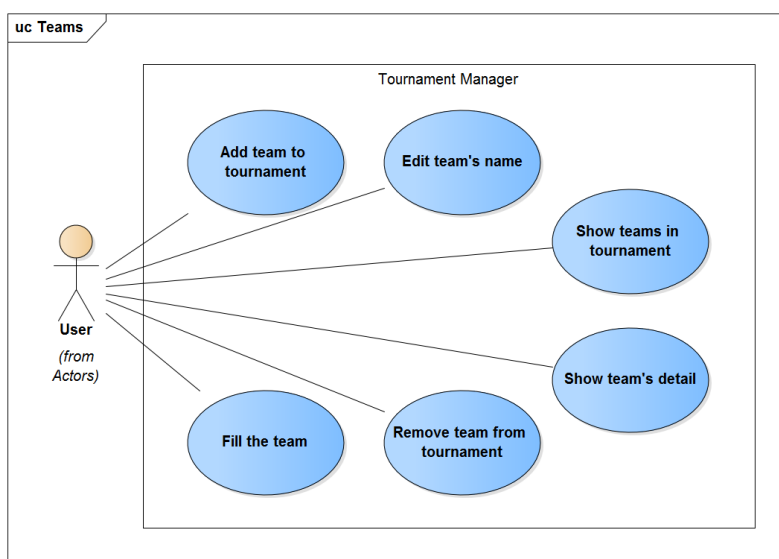 uc Teams
Tournament Manager
Add team to
tournament
Edit team's name
Show teams in
tournament
User
(from
Actors)
Show team's detail
Fill the team
Remove team from
tournament